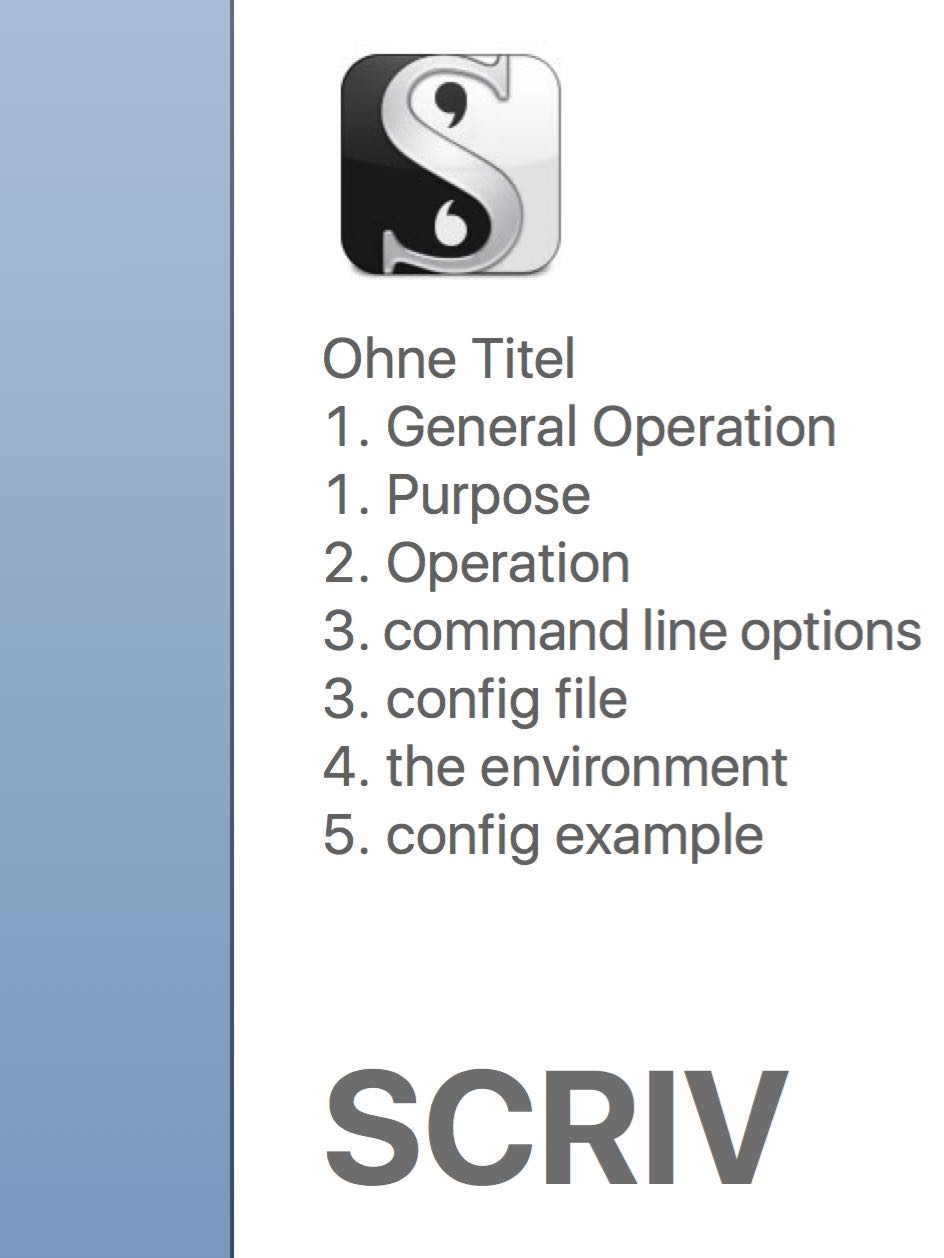 Ohne Titel
1. General Operation
1. Purpose
2. Operation
3. command line options
3. config file
4. the environment
5. config example
SCRIV